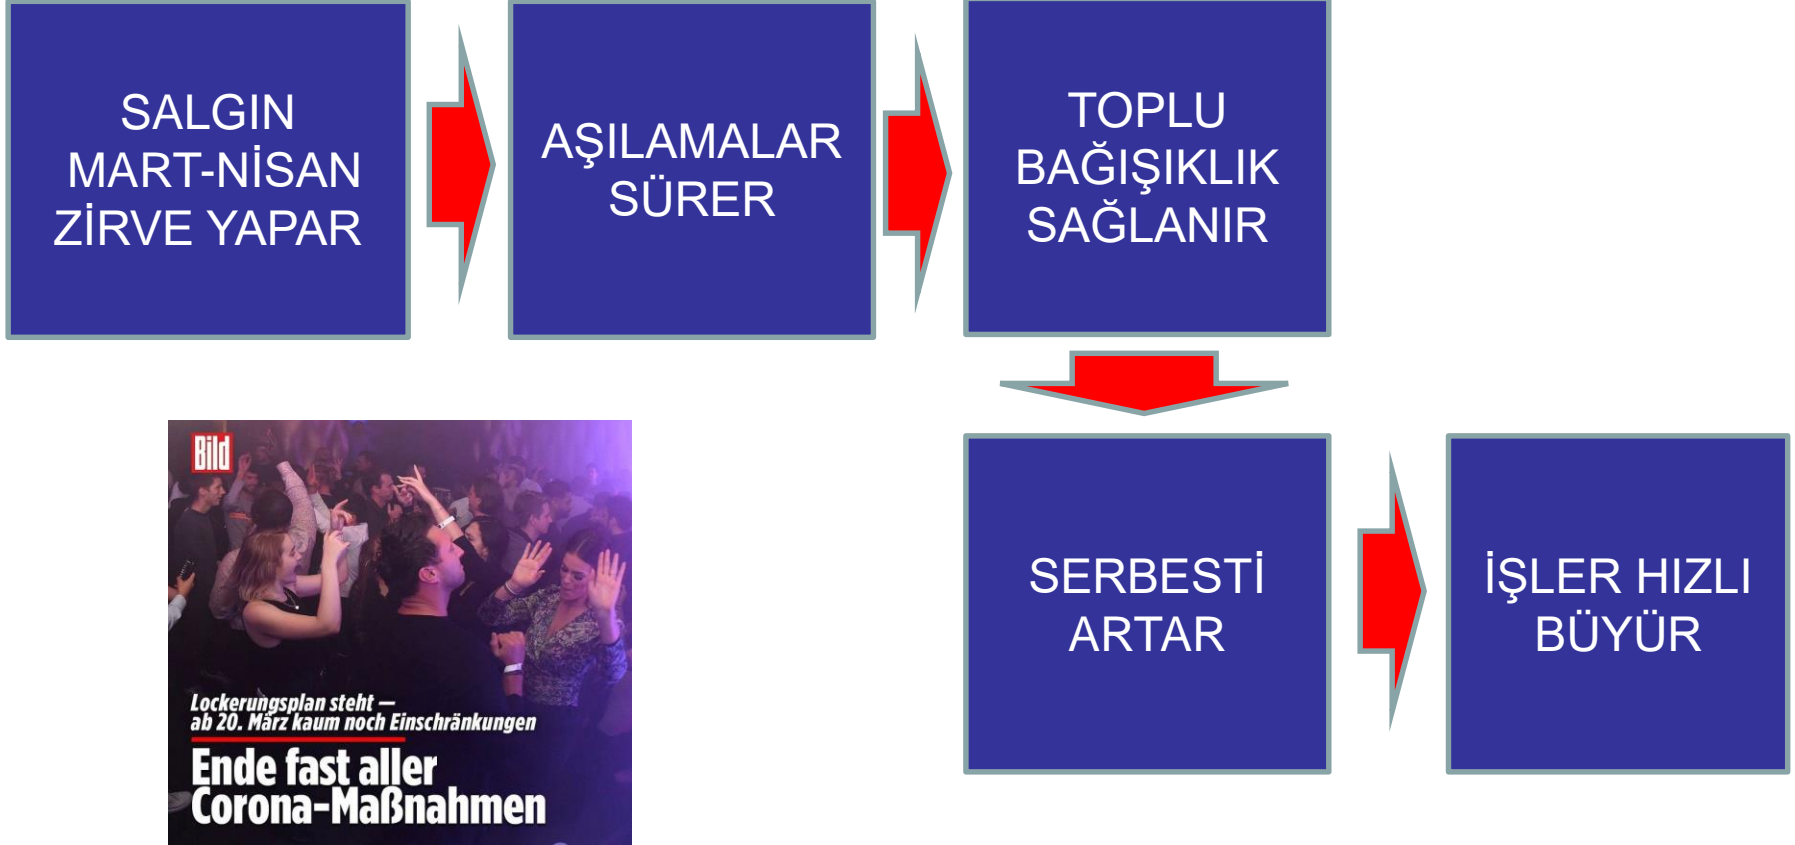 SALGIN
MART-NİSAN
ZİRVE YAPAR
AŞILAMALAR
SÜRER
TOPLU
BAĞIŞIKLIK
SAĞLANIR
SERBESTİ
ARTAR
İŞLER HIZLI
BÜYÜR
Bild
Lockerungsplan steht —
ab 20. März kaum noch Einschränkungen
Ende fast aller
Corona-Maßnahmen